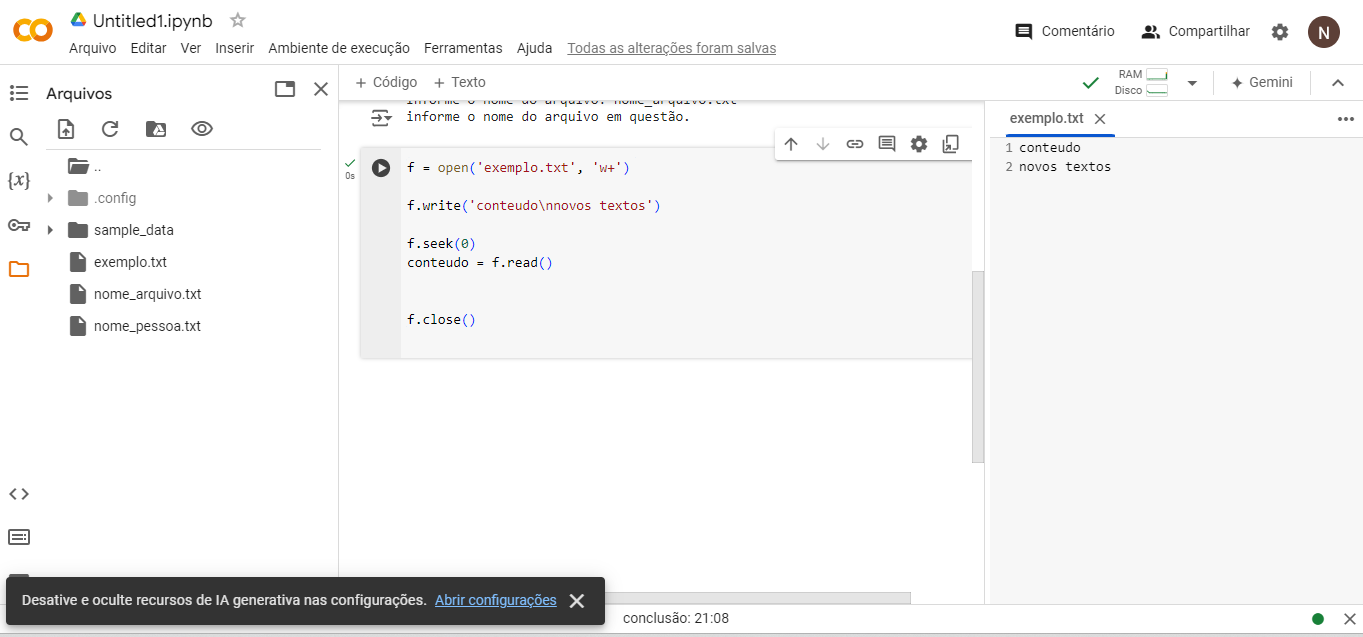 Untitled1.ipynb
Arquivo Editar Ver Inserir Ambiente de execução Ferramentas Ajuda Todas as alterações foram salvas
Comentário Compartilhar N
Arquivos
+ Código + Texto
RAM
Disco
Gemini
..
.config
sample_data
exemplo.txt
nome_arquivo.txt
nome_pessoa.txt
{x}
informe o nome do arquivo: nome_arquivo.txt
informe o nome do arquivo em questão.
0s
f = open('exemplo.txt', 'w+')
f.write('conteudo\nnovos textos')
f.seek(0)
conteudo = f.read()
f.close()
exemplo.txt
1 conteudo
2 novos textos
Desative e oculte recursos de IA generativa nas configurações. Abrir configurações
conclusão: 21:08